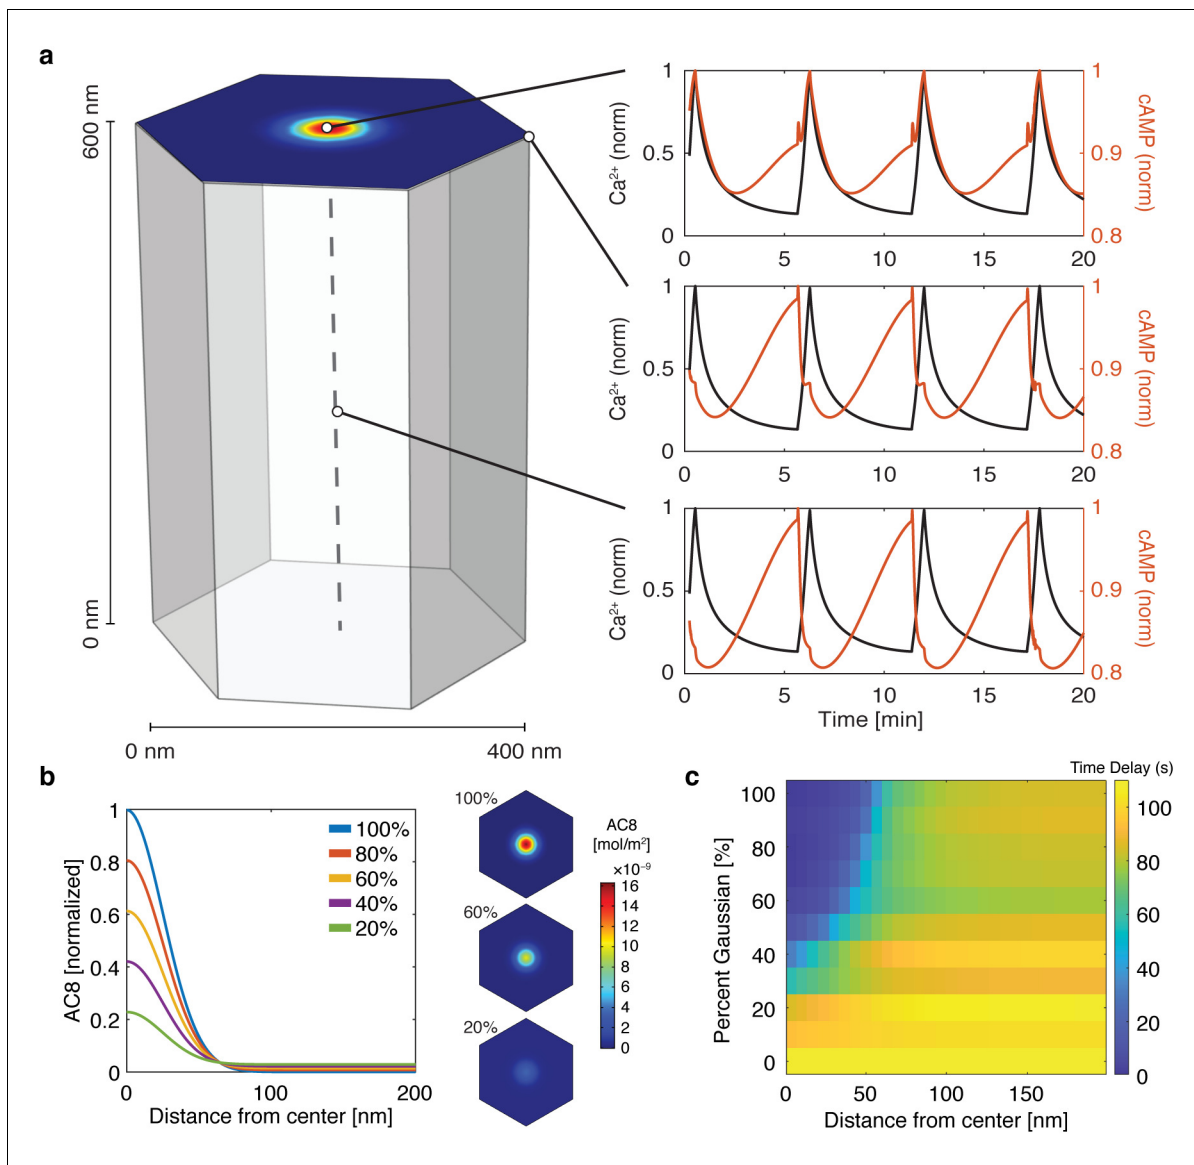 a
600 nm
0 nm
0 nm
400 nm
1
0.5
0
Ca²⁺ (norm)
1
0.9
0.8
cAMP (norm)
0 5 10 15 20
1
0.5
0
Ca²⁺ (norm)
1
0.9
0.8
cAMP (norm)
0 5 10 15 20
1
0.5
0
Ca²⁺ (norm)
1
0.9
0.8
cAMP (norm)
0 5 10 15 20
Time [min]
b
1
0.8
0.6
0.4
0.2
0
AC8 [normalized]
100%
80%
60%
40%
20%
0 100 200
Distance from center [nm]
100%
60%
20%
AC8
[mol/m²]
×10⁻⁹
16
14
12
10
8
6
4
2
0
c
Time Delay (s)
100
80
60
40
20
0
Percent Gaussian [%]
0 50 100 150
Distance from center [nm]
100
80
60
40
20
0